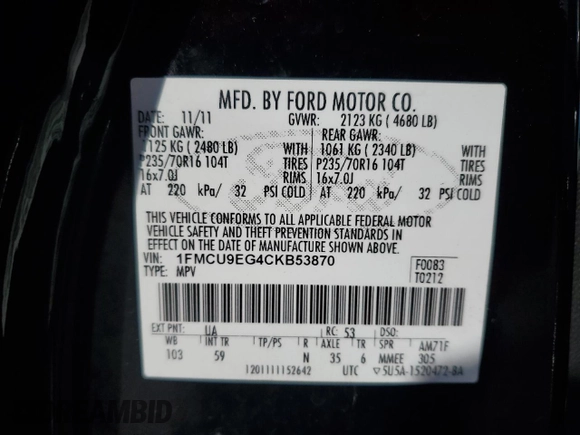 MFD. BY FORD MOTOR CO.
DATE: 11/11 GVWR: 2123 KG ( 4680 LB)
FRONT GAWR: REAR GAWR:
1125 KG ( 2480 LB) WITH 1061 KG ( 2340 LB) WITH
P235/70R16 104T TIRES P235/70R16 104T TIRES
16x7.0J RIMS 16x7.0J RIMS
AT 220 kPa/ 32 PSI COLD AT 220 kPa/ 32 PSI COLD
THIS VEHICLE CONFORMS TO ALL APPLICABLE FEDERAL MOTOR
VEHICLE SAFETY AND THEFT PREVENTION STANDARDS IN
EFFECT ON THE DATE OF MANUFACTURE SHOWN ABOVE.
VIN: 1FMCU9EG4CKB53870 F0083
TYPE: MPV T0212
EXT PNT: UA RC: 53 DSO:
WB INT TR TP/PS R AXLE TR SPR AM71F
103 59 N 35 6 MMEE 305
1201111152642 UTC ▽5U5A-1520472-BA